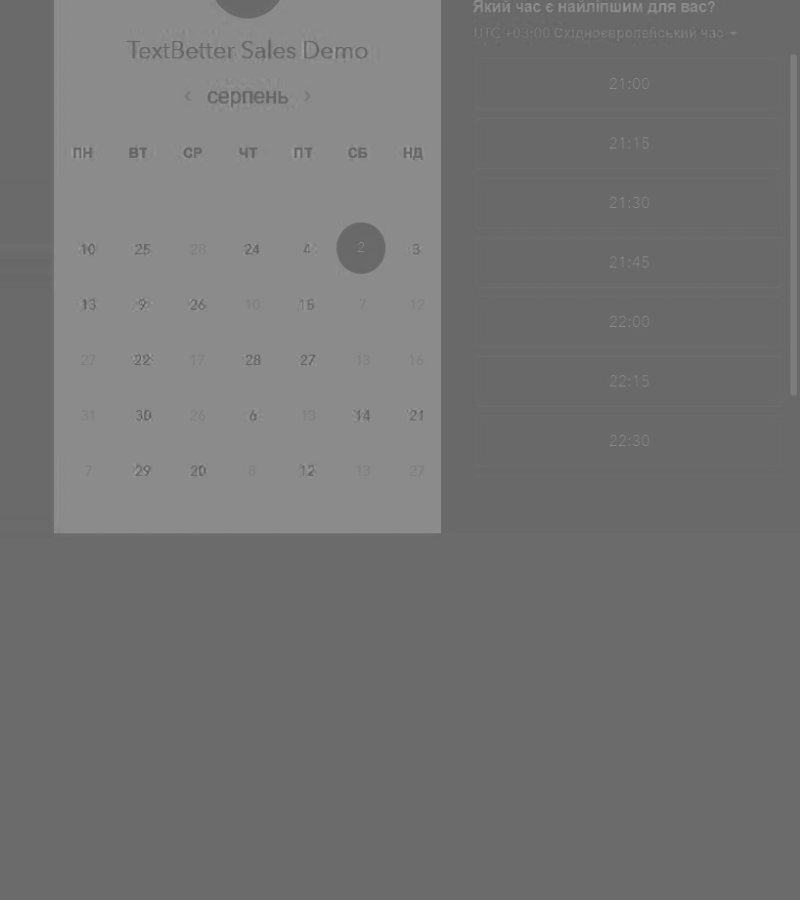 TextBetter Sales Demo
< серпень >
ПН ВТ СР ЧТ ПТ СБ НД
10 25 28 24 4 2 3
13 9 26 10 15 7 12
27 22 17 28 27 13 16
31 30 26 6 13 14 21
7 29 20 8 12 13 27
Який час є найліпшим для вас?
UTC +03:00 Східноєвропейський час
21:00
21:15
21:30
21:45
22:00
22:15
22:30